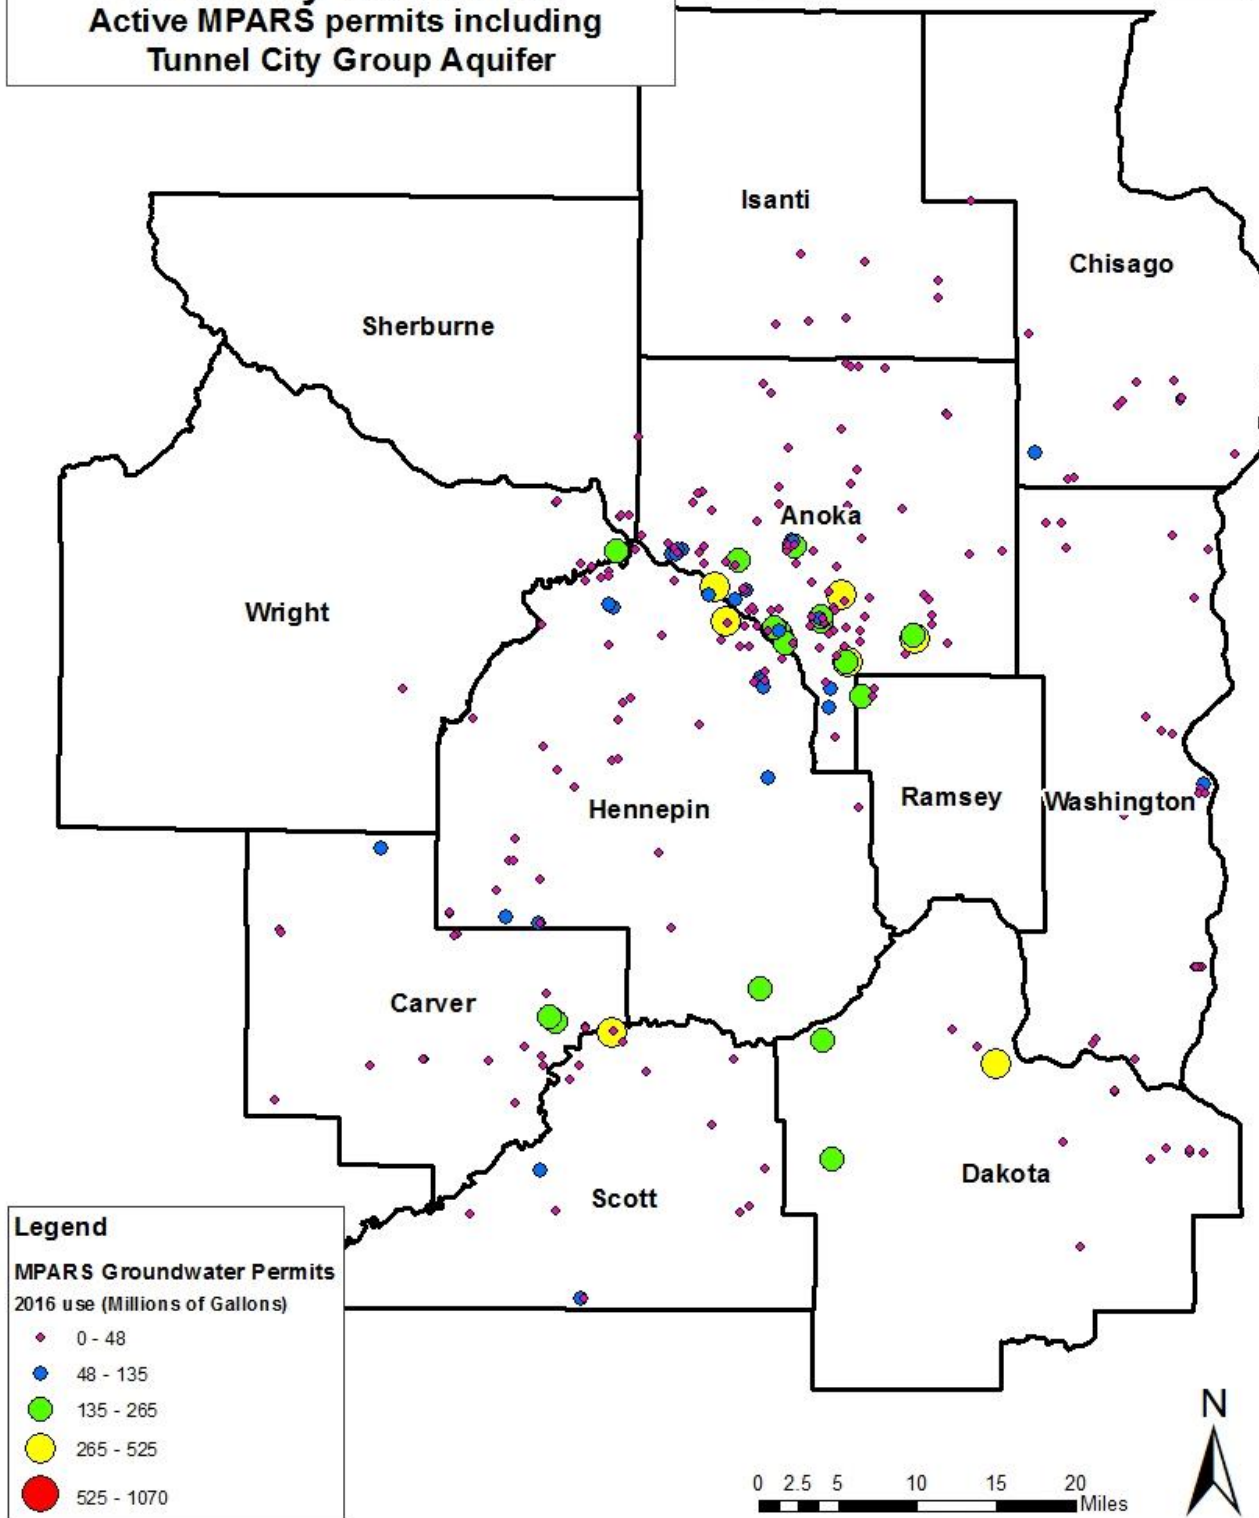 Active MPARS permits including
Tunnel City Group Aquifer
Isanti
Chisago
Sherburne
Anoka
Wright
Hennepin
Ramsey
Washington
Carver
Dakota
Scott
Legend
MPARS Groundwater Permits
2016 use (Millions of Gallons)
0 - 48
48 - 135
135 - 265
265 - 525
525 - 1070
N
0 2.5 5 10 15 20
Miles